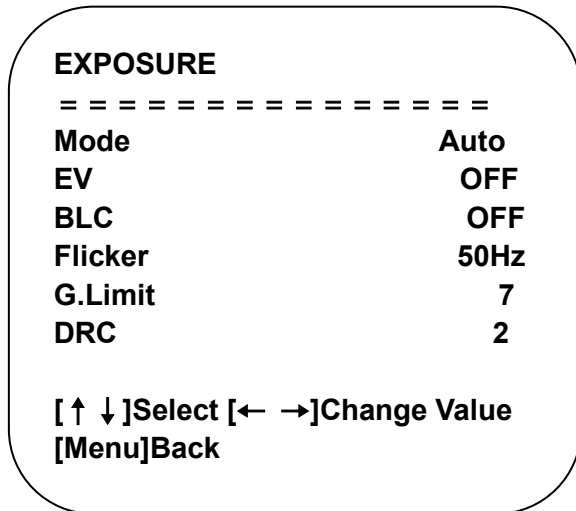 EXPOSURE
= = = = = = = = = = = = = = =
Mode Auto
EV OFF
BLC OFF
Flicker 50Hz
G.Limit 7
DRC 2
[↑ ↓]Select [← →]Change Value
[Menu]Back